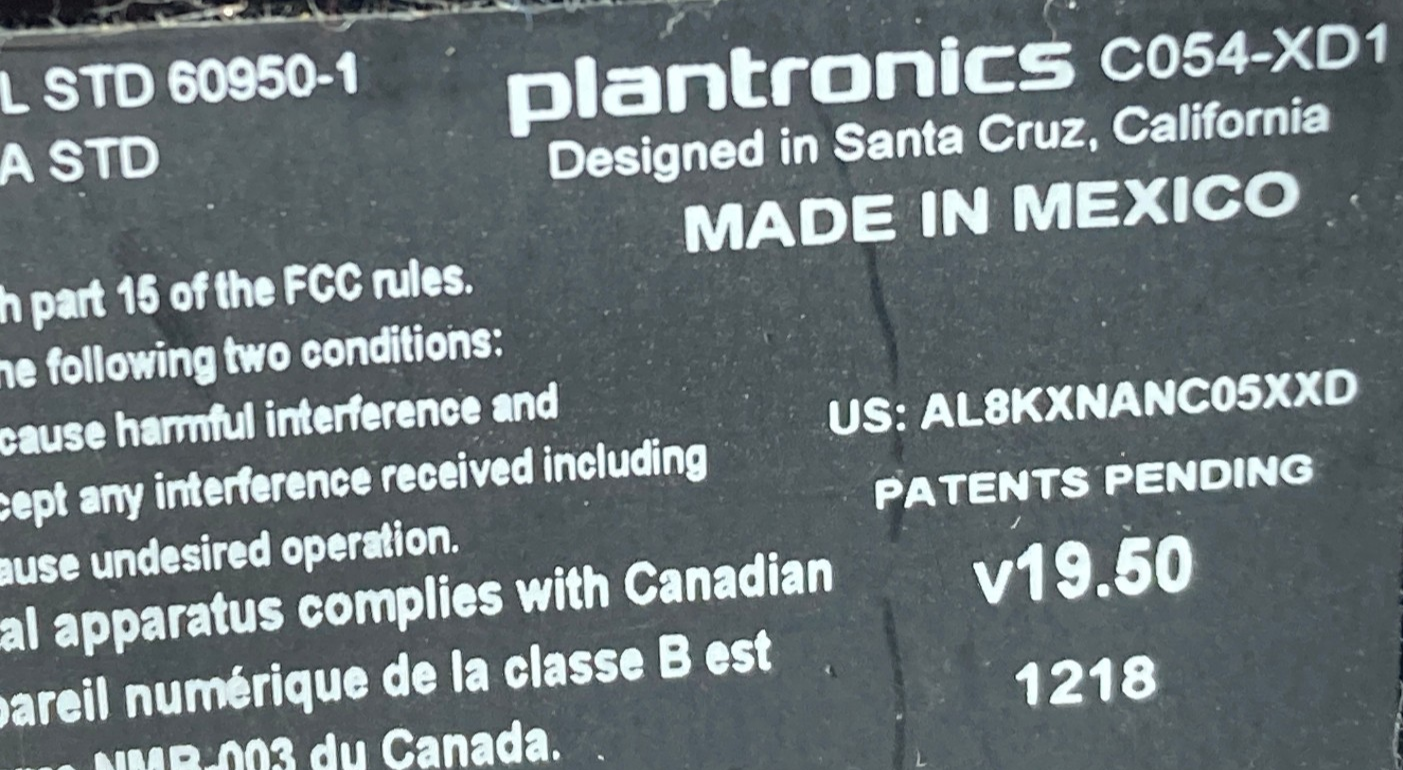 L STD 60950-1
A STD
plantronics C054-XD1
Designed in Santa Cruz, California
MADE IN MEXICO
h part 15 of the FCC rules.
he following two conditions:
cause harmful interference and
cept any interference received including
ause undesired operation.
al apparatus complies with Canadian
pareil numérique de la classe B est
NMB-003 du Canada.
US: AL8KXNANC05XXD
PATENTS PENDING
v19.50
1218